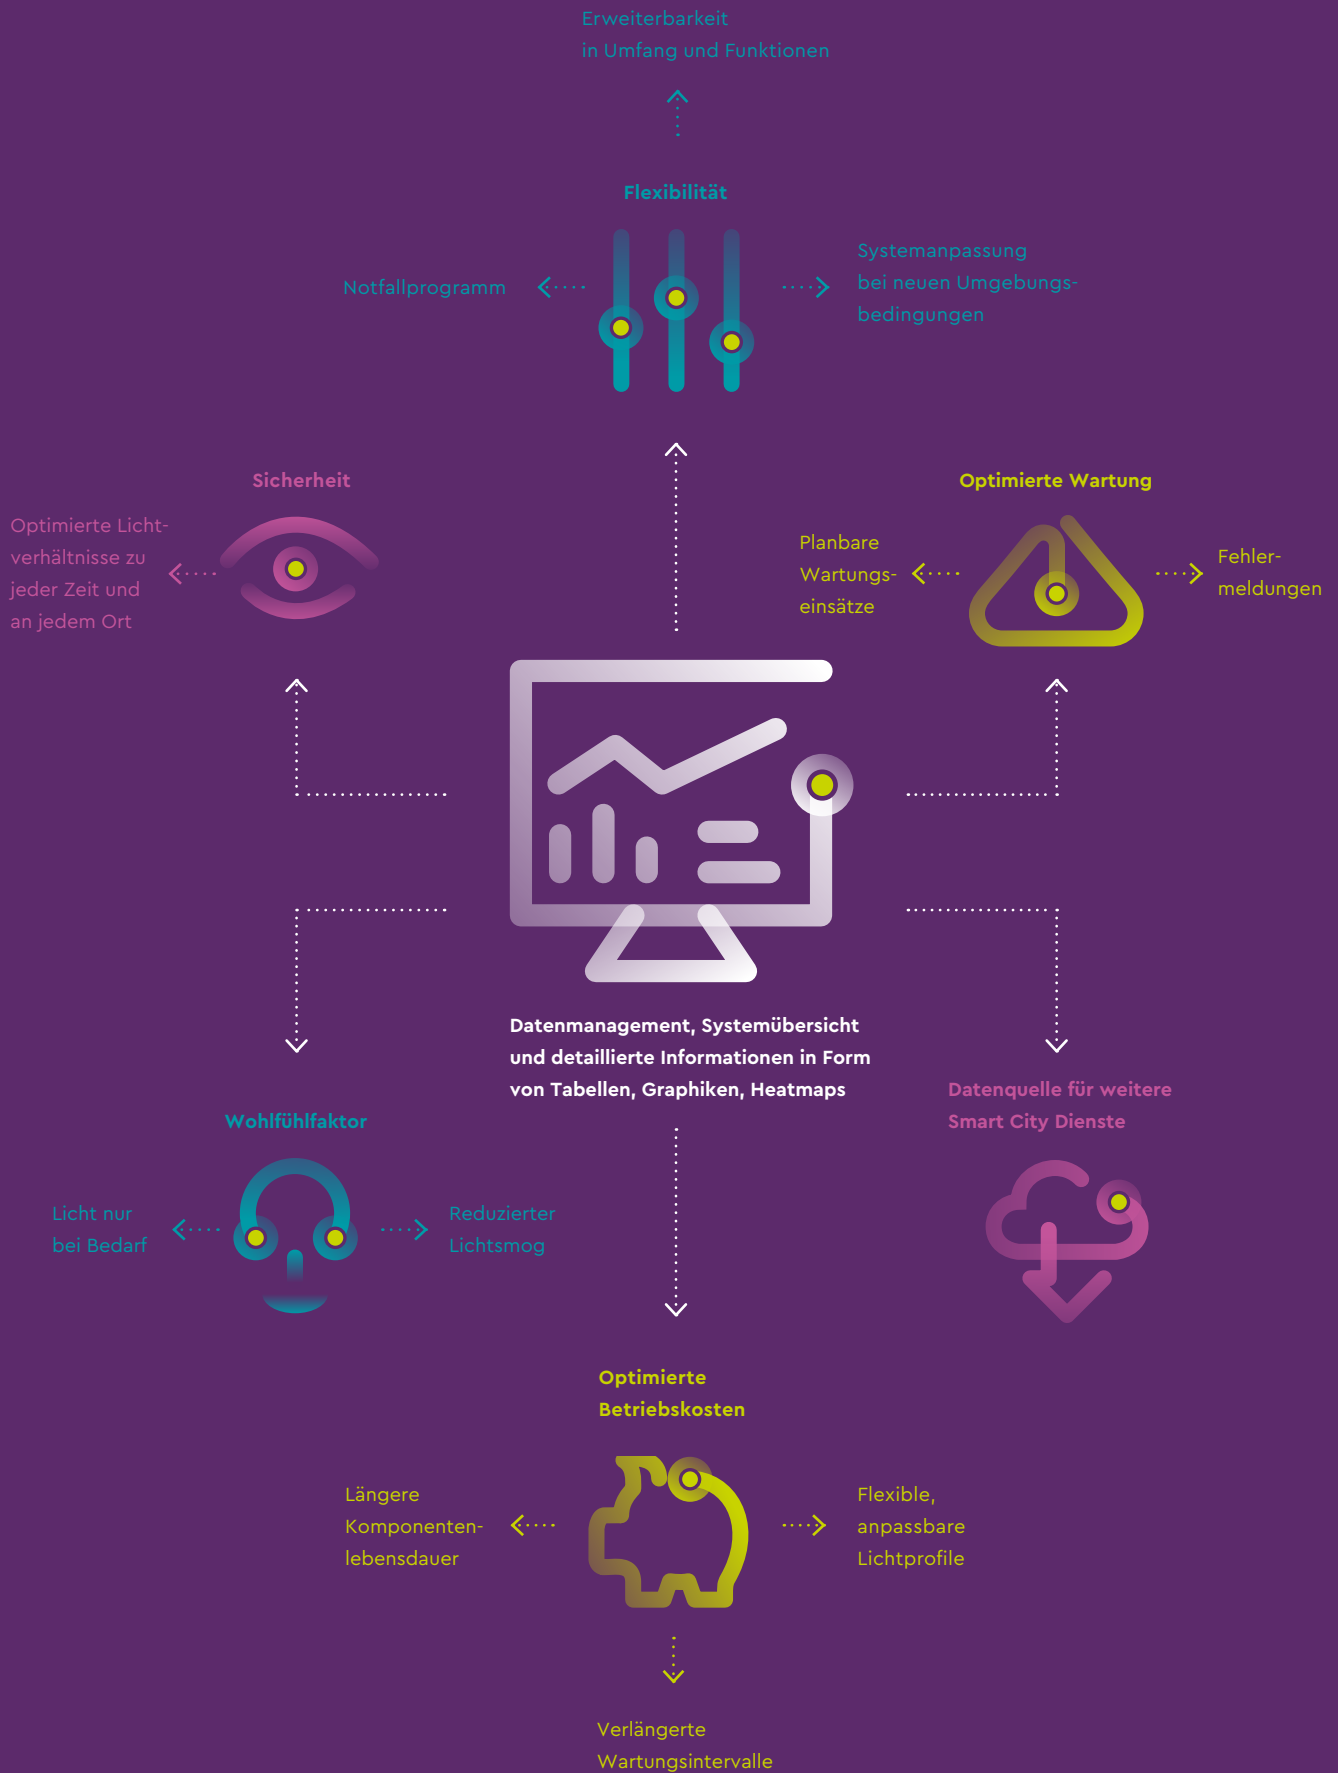 Erweiterbarkeit
in Umfang und Funktionen
Flexibilität
Notfallprogramm
Systemanpassung
bei neuen Umgebungs-
bedingungen
Sicherheit
Optimierte Licht-
verhältnisse zu
jeder Zeit und
an jedem Ort
Optimierte Wartung
Planbare
Wartungs-
einsätze
Fehler-
meldungen
Datenmanagement, Systemübersicht
und detaillierte Informationen in Form
von Tabellen, Graphiken, Heatmaps
Wohlfühlfaktor
Licht nur
bei Bedarf
Reduzierter
Lichtsmog
Datenquelle für weitere
Smart City Dienste
Optimierte
Betriebskosten
Längere
Komponenten-
lebensdauer
Flexible,
anpassbare
Lichtprofile
Verlängerte
Wartungsintervalle